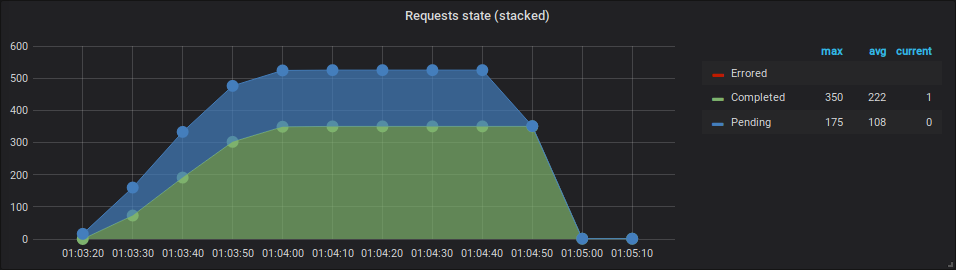 Requests state (stacked)
600
500
400
300
200
100
0
01:03:20 01:03:30 01:03:40 01:03:50 01:04:00 01:04:10 01:04:20 01:04:30 01:04:40 01:04:50 01:05:00 01:05:10
max avg current
Errored
Completed 350 222 1
Pending 175 108 0